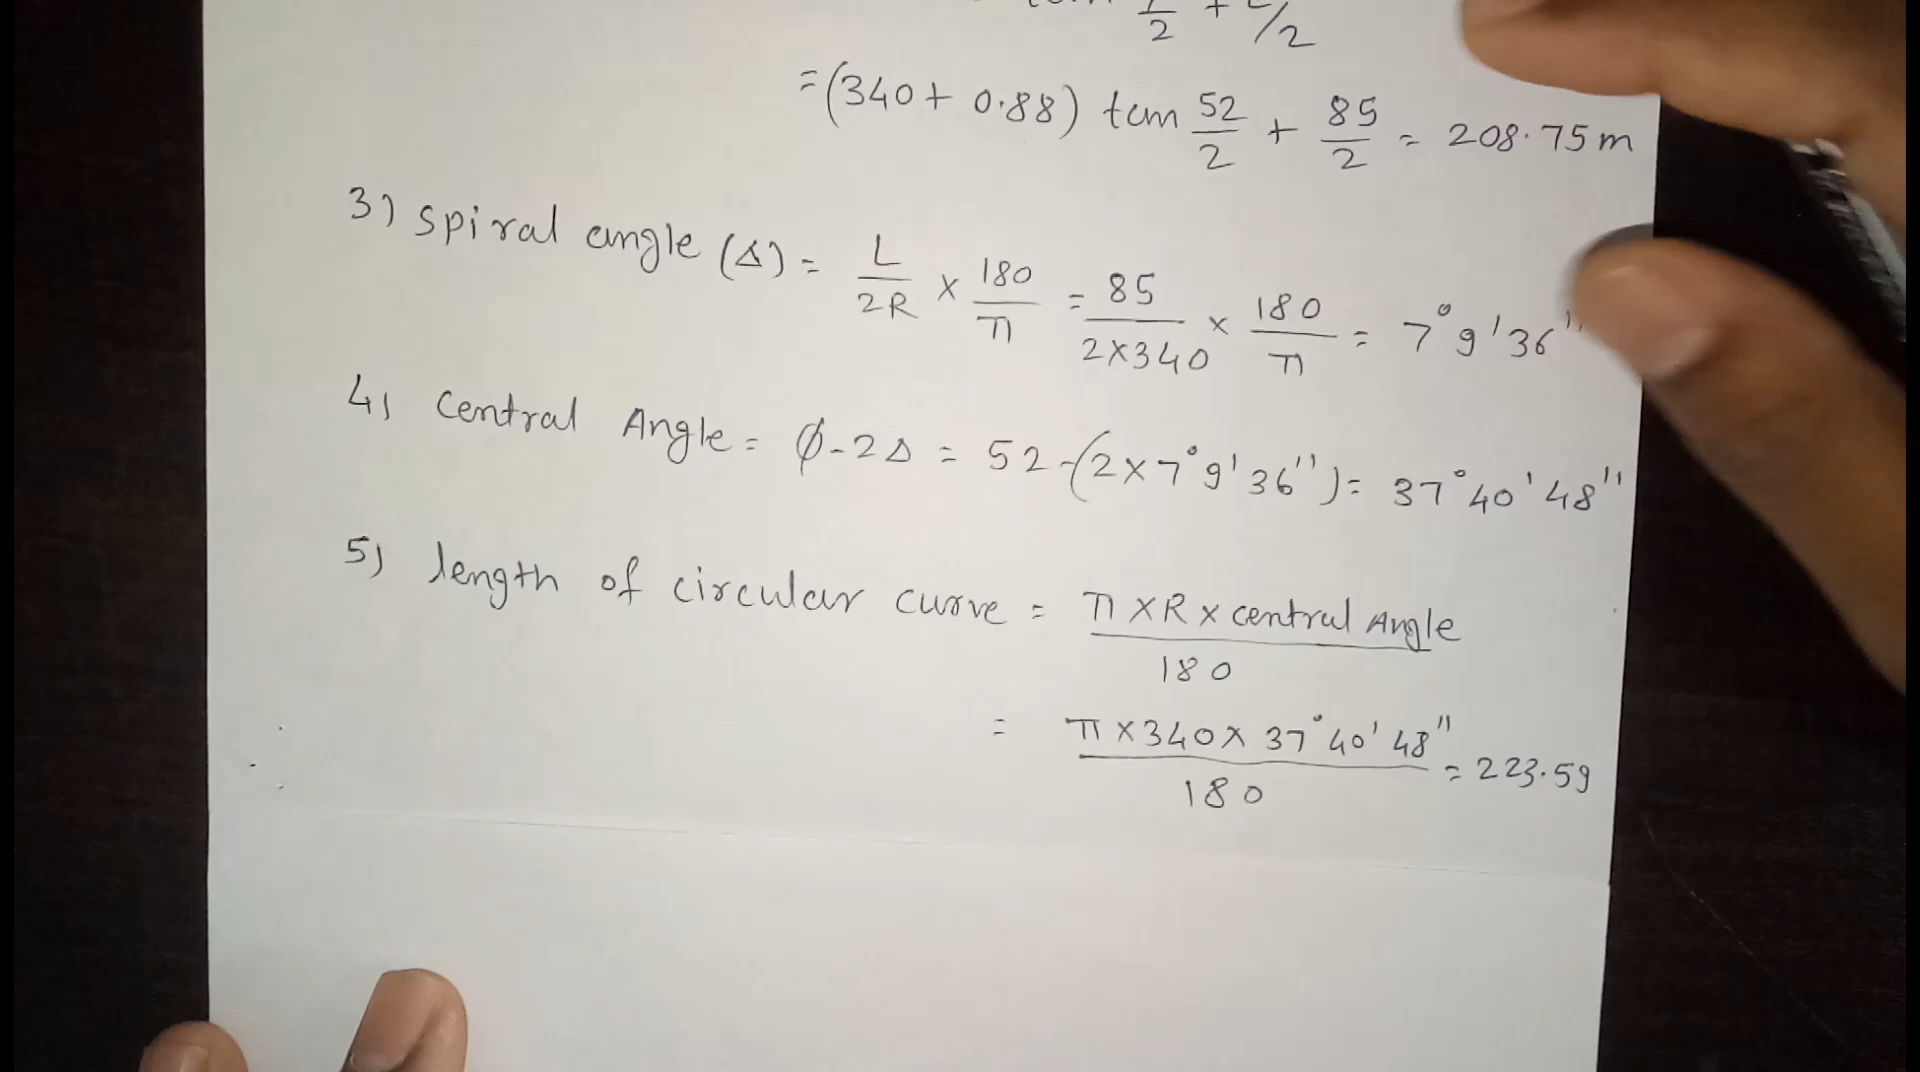 φ/2 + L/2
= (340 + 0.88) tan 52/2 + 85/2 = 208.75 m
3) spiral angle (Δ) = L/2R × 180/π = 85/2×340 × 180/π = 7°9'36"
4) Central Angle = φ - 2Δ = 52 - (2×7°9'36") = 37°40'48"
5) length of circular curve = π×R×central Angle/180
= π×340×37°40'48"/180 = 223.59